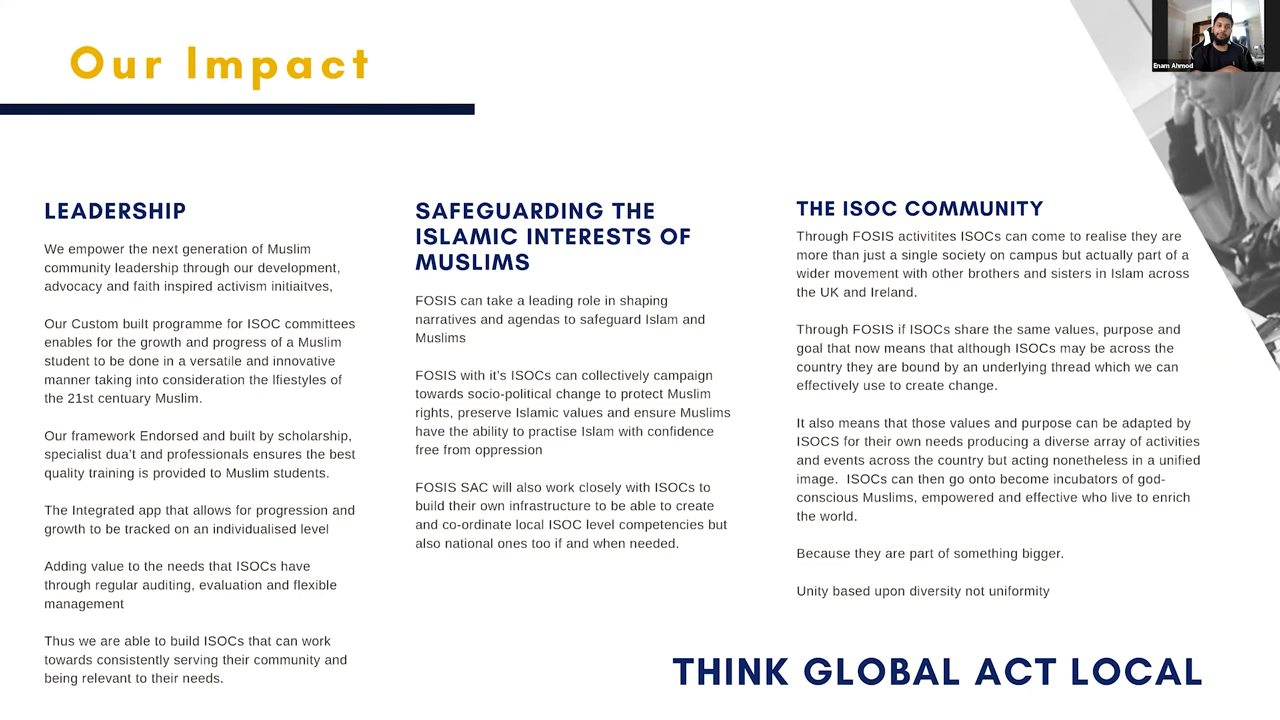 Our Impact
Enam Ahmod
LEADERSHIP
We empower the next generation of Muslim
community leadership through our development,
advocacy and faith inspired activism initiaitves,
Our Custom built programme for ISOC committees
enables for the growth and progress of a Muslim
student to be done in a versatile and innovative
manner taking into consideration the lfiestyles of
the 21st centuary Muslim.
Our framework Endorsed and built by scholarship,
specialist dua't and professionals ensures the best
quality training is provided to Muslim students.
The Integrated app that allows for progression and
growth to be tracked on an individualised level
Adding value to the needs that ISOCs have
through regular auditing, evaluation and flexible
management
Thus we are able to build ISOCs that can work
towards consistently serving their community and
being relevant to their needs.
SAFEGUARDING THE
ISLAMIC INTERESTS OF
MUSLIMS
FOSIS can take a leading role in shaping
narratives and agendas to safeguard Islam and
Muslims
FOSIS with it's ISOCs can collectively campaign
towards socio-political change to protect Muslim
rights, preserve Islamic values and ensure Muslims
have the ability to practise Islam with confidence
free from oppression
FOSIS SAC will also work closely with ISOCs to
build their own infrastructure to be able to create
and co-ordinate local ISOC level competencies but
also national ones too if and when needed.
THE ISOC COMMUNITY
Through FOSIS activitites ISOCs can come to realise they are
more than just a single society on campus but actually part of a
wider movement with other brothers and sisters in Islam across
the UK and Ireland.
Through FOSIS if ISOCs share the same values, purpose and
goal that now means that although ISOCs may be across the
country they are bound by an underlying thread which we can
effectively use to create change.
It also means that those values and purpose can be adapted by
ISOCS for their own needs producing a diverse array of activities
and events across the country but acting nonetheless in a unified
image.  ISOCs can then go onto become incubators of god-
conscious Muslims, empowered and effective who live to enrich
the world.
Because they are part of something bigger.
Unity based upon diversity not uniformity
THINK GLOBAL ACT LOCAL